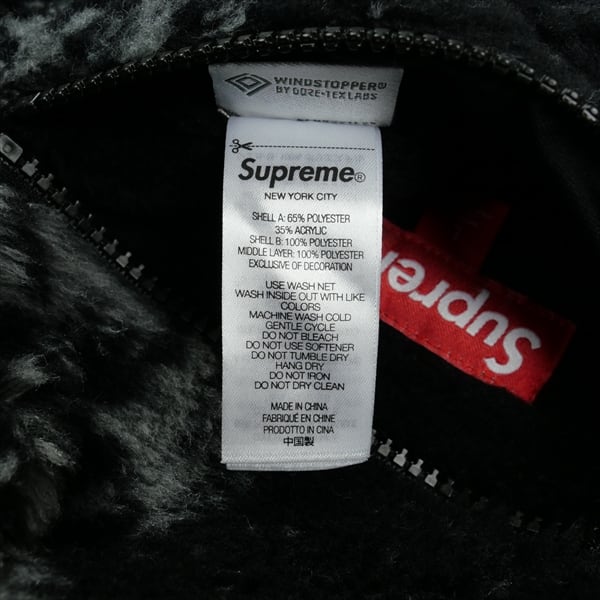 WINDSTOPPER®
BY GORE-TEX LABS
Supreme®
NEW YORK CITY
SHELL A: 65% POLYESTER
35% ACRYLIC
SHELL B: 100% POLYESTER
MIDDLE LAYER: 100% POLYESTER
EXCLUSIVE OF DECORATION
USE WASH NET
WASH INSIDE OUT WITH LIKE
COLORS
MACHINE WASH COLD
GENTLE CYCLE
DO NOT BLEACH
DO NOT USE SOFTENER
DO NOT TUMBLE DRY
HANG DRY
DO NOT IRON
DO NOT DRY CLEAN
MADE IN CHINA
FABRIQUÉ EN CHINE
PRODOTTO IN CINA
中国製
Supreme